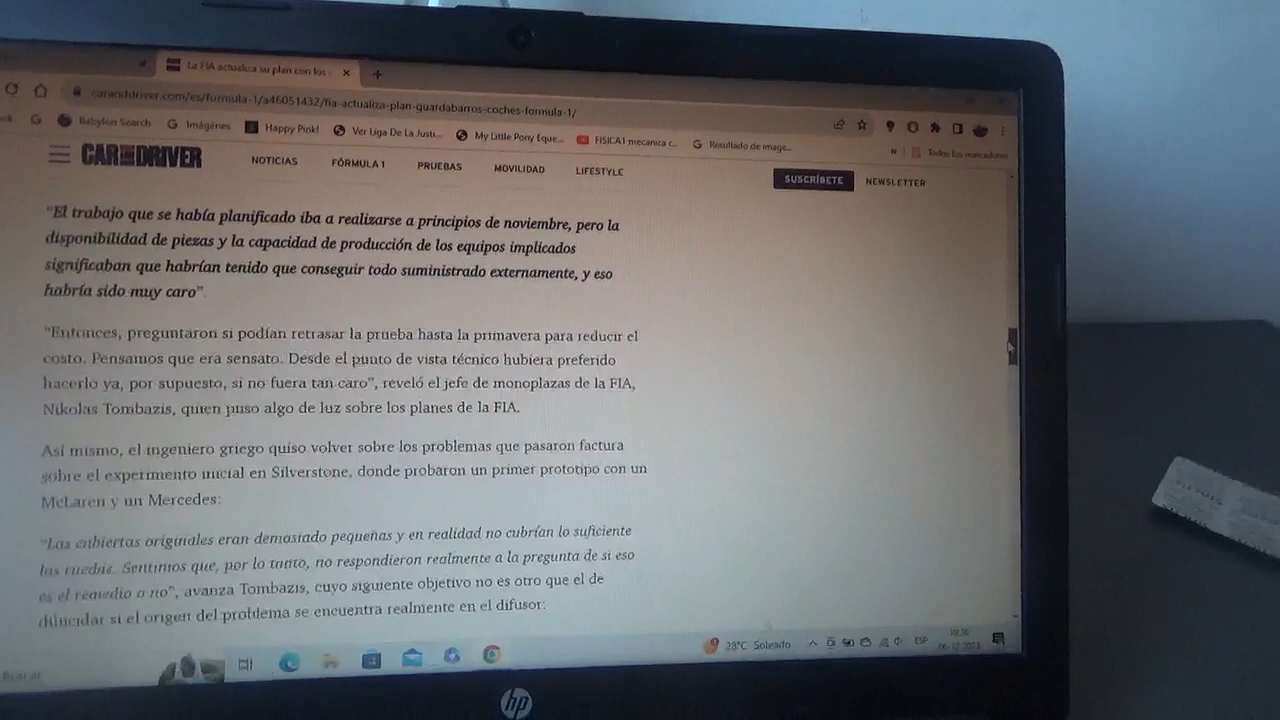 La FIA actualiza su plan con los
caranddriver.com/es/formula-1/a46051432/fia-actualiza-plan-guardabarros-coches-formula-1/
Babylon Search Imágenes Happy Pink! Ver Liga De La Justi... My Little Pony Eque... FISICA1 mecanica c... Resultado de image...
» Todos los marcadores
CAR AND DRIVER NOTICIAS FÓRMULA 1 PRUEBAS MOVILIDAD LIFESTYLE SUSCRÍBETE NEWSLETTER
"El trabajo que se había planificado iba a realizarse a principios de noviembre, pero la
disponibilidad de piezas y la capacidad de producción de los equipos implicados
significaban que habrían tenido que conseguir todo suministrado externamente, y eso
habría sido muy caro".
"Entonces, preguntaron si podían retrasar la prueba hasta la primavera para reducir el
costo. Pensamos que era sensato. Desde el punto de vista técnico hubiera preferido
hacerlo ya, por supuesto, si no fuera tan caro", reveló el jefe de monoplazas de la FIA,
Nikolas Tombazis, quien puso algo de luz sobre los planes de la FIA.
Así mismo, el ingeniero griego quiso volver sobre los problemas que pasaron factura
sobre el experimento inicial en Silverstone, donde probaron un primer prototipo con un
McLaren y un Mercedes:
"Las cubiertas originales eran demasiado pequeñas y en realidad no cubrían lo suficiente
las ruedas. Sentimos que, por lo tanto, no respondieron realmente a la pregunta de si eso
es el remedio o no", avanza Tombazis, cuyo siguiente objetivo no es otro que el de
dilucidar si el origen del problema se encuentra realmente en el difusor:
28°C Soleado ESP
hp